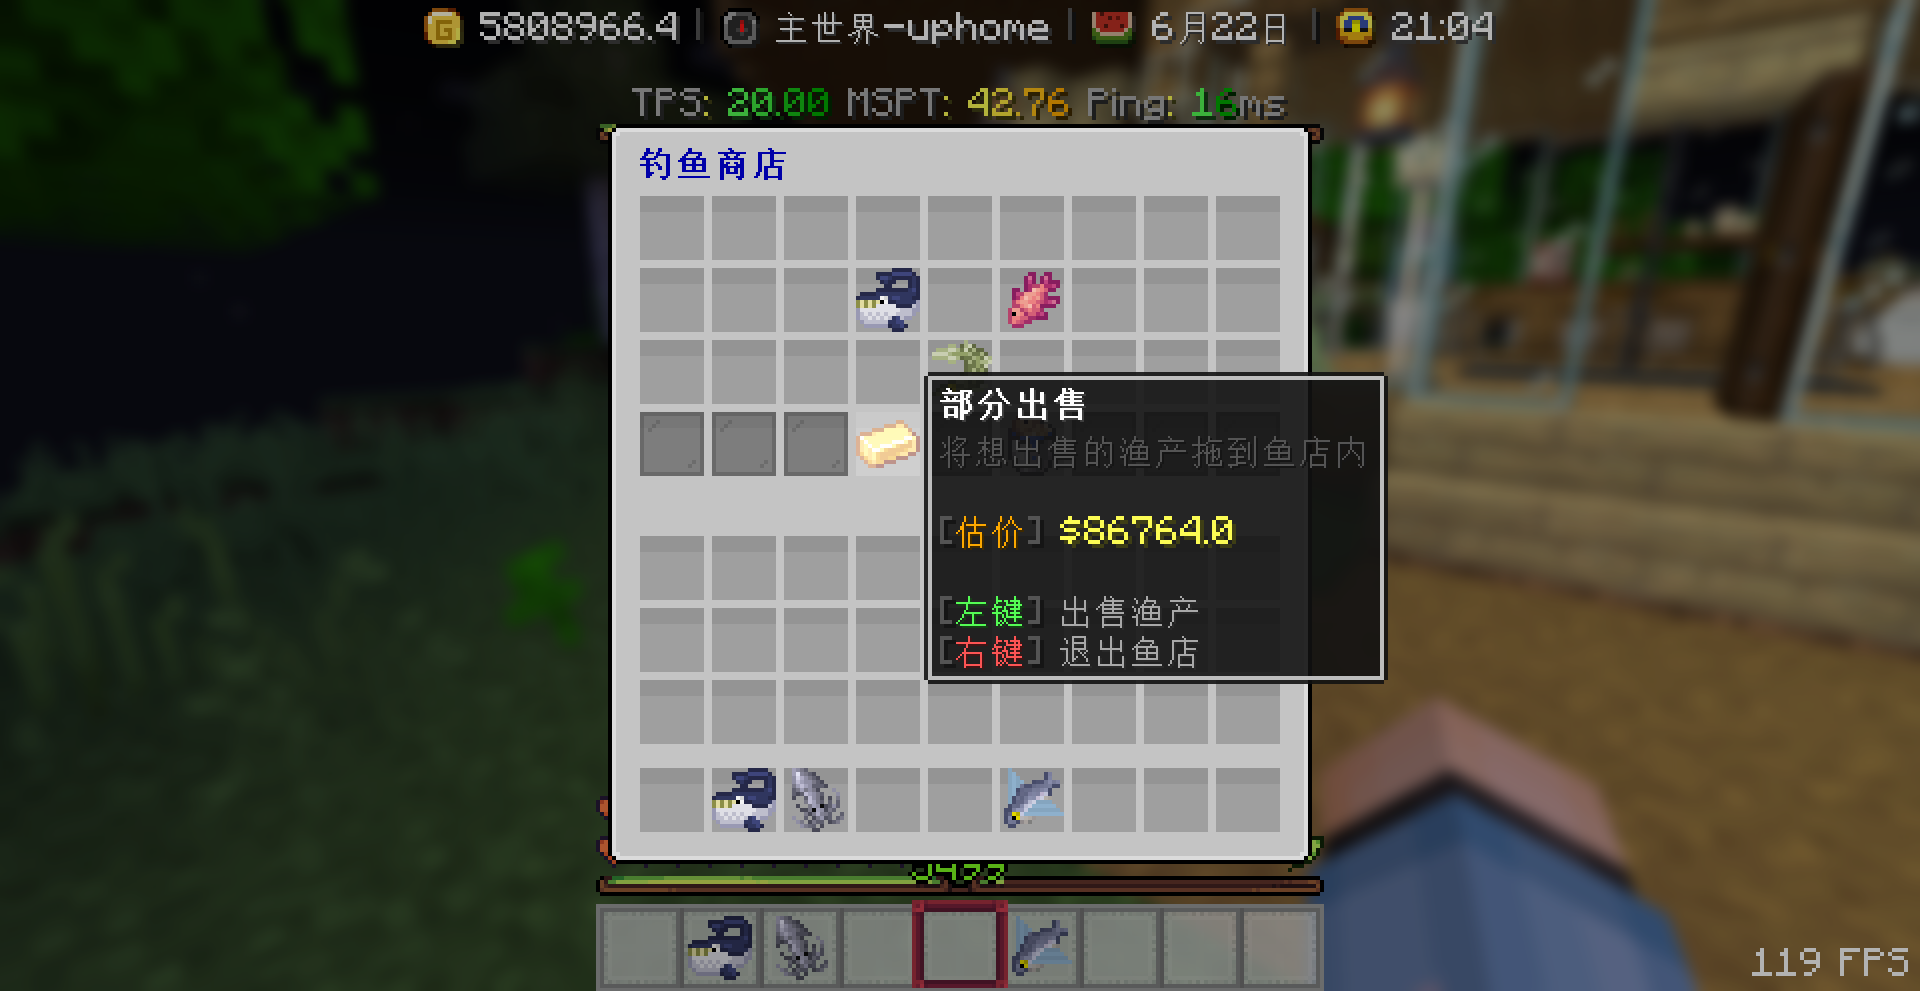 5808966.4 | 主世界-uphome | 6月22日 | 21:04
TPS: 20.00 MSPT: 42.76 Ping: 16ms
钓鱼商店
部分出售
将想出售的渔产拖到鱼店内
[估价] $86764.0
[左键] 出售渔产
[右键] 退出鱼店
119 FPS